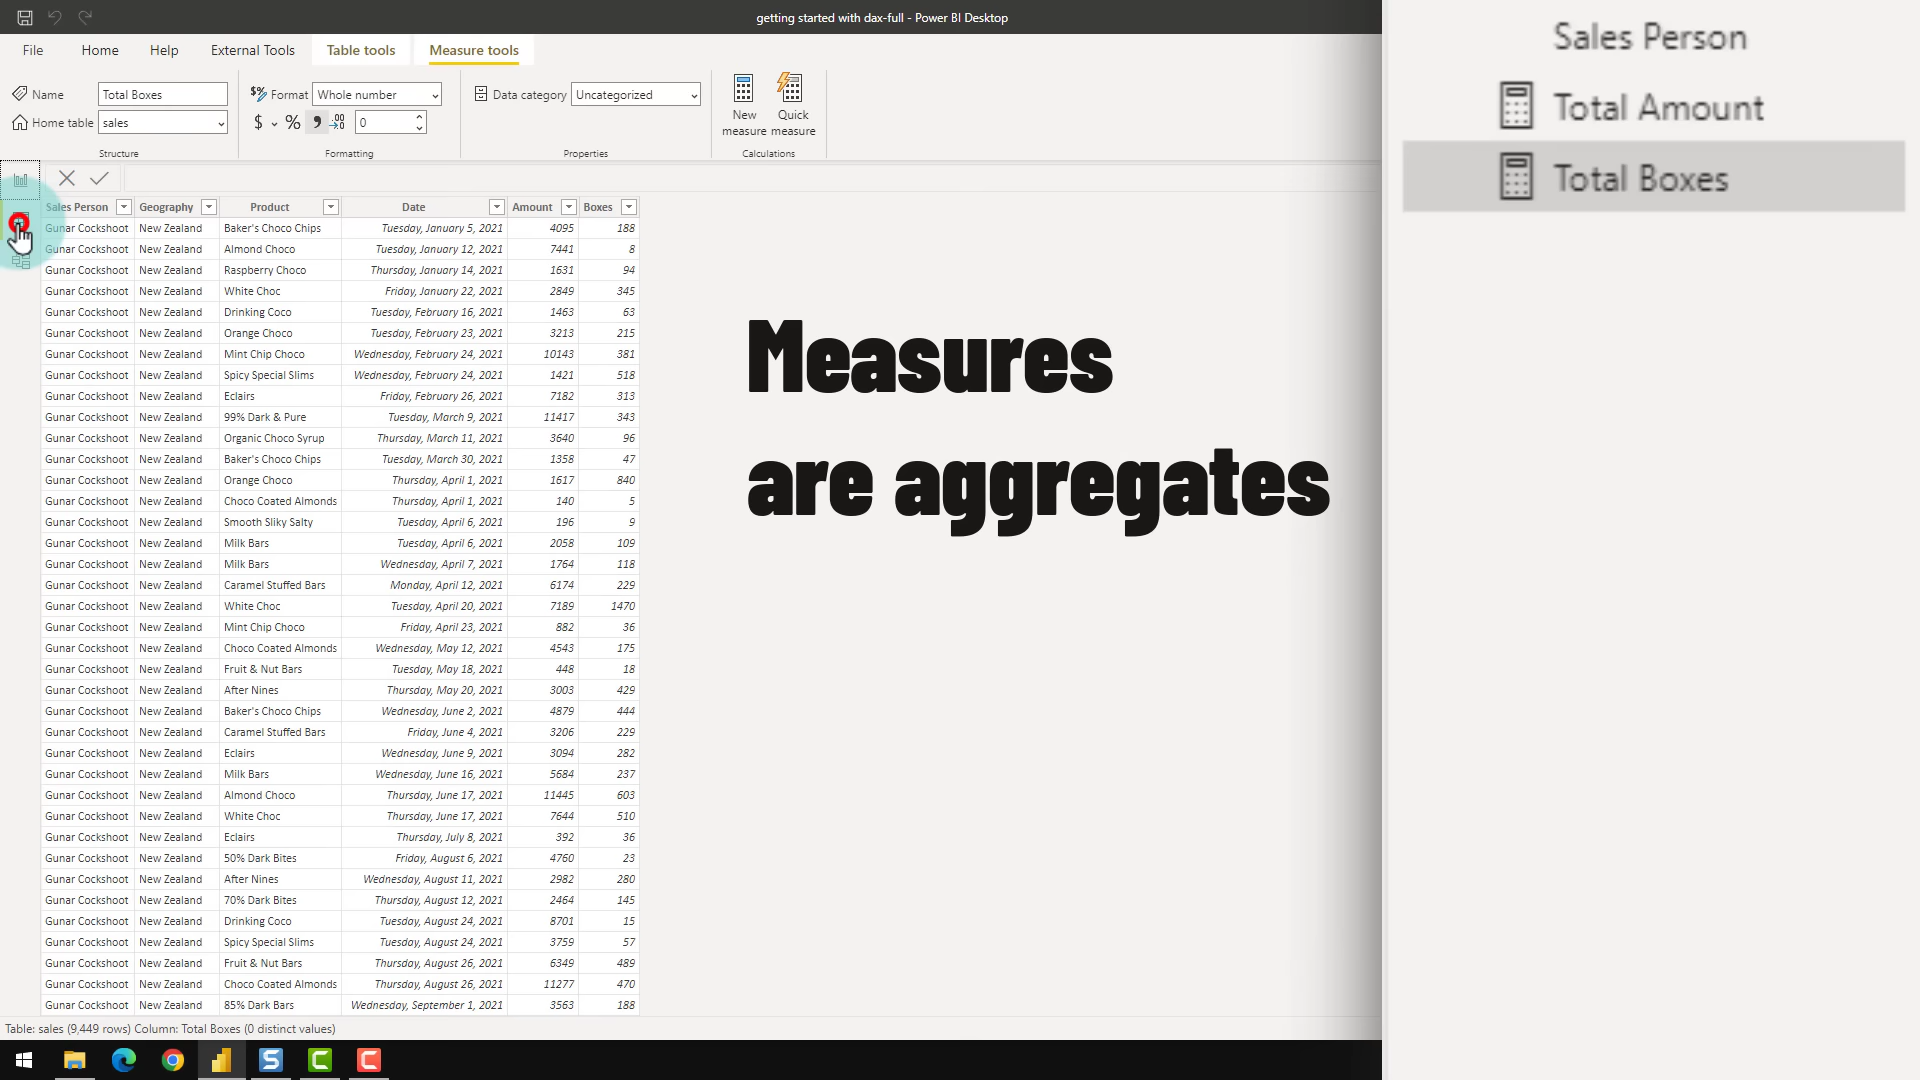 getting started with dax-full - Power BI Desktop
File Home Help External Tools Table tools Measure tools
Name Total Boxes $% Format Whole number Data category Uncategorized New measure Quick measure
Home table sales $ % 0
Structure Formatting Properties Calculations
Sales Person Geography Product Date Amount Boxes
Gunar Cockshoot New Zealand Baker's Choco Chips Tuesday, January 5, 2021 4095 188
Gunar Cockshoot New Zealand Almond Choco Tuesday, January 12, 2021 7441 8
Gunar Cockshoot New Zealand Raspberry Choco Thursday, January 14, 2021 1631 94
Gunar Cockshoot New Zealand White Choc Friday, January 22, 2021 2849 345
Gunar Cockshoot New Zealand Drinking Coco Tuesday, February 16, 2021 1463 63
Gunar Cockshoot New Zealand Orange Choco Tuesday, February 23, 2021 3213 215
Gunar Cockshoot New Zealand Mint Chip Choco Wednesday, February 24, 2021 10143 381
Gunar Cockshoot New Zealand Spicy Special Slims Wednesday, February 24, 2021 1421 518
Gunar Cockshoot New Zealand Eclairs Friday, February 26, 2021 7182 313
Gunar Cockshoot New Zealand 99% Dark & Pure Tuesday, March 9, 2021 11417 343
Gunar Cockshoot New Zealand Organic Choco Syrup Thursday, March 11, 2021 3640 96
Gunar Cockshoot New Zealand Baker's Choco Chips Tuesday, March 30, 2021 1358 47
Gunar Cockshoot New Zealand Orange Choco Thursday, April 1, 2021 1617 840
Gunar Cockshoot New Zealand Choco Coated Almonds Thursday, April 1, 2021 140 5
Gunar Cockshoot New Zealand Smooth Sliky Salty Tuesday, April 6, 2021 196 9
Gunar Cockshoot New Zealand Milk Bars Tuesday, April 6, 2021 2058 109
Gunar Cockshoot New Zealand Milk Bars Wednesday, April 7, 2021 1764 118
Gunar Cockshoot New Zealand Caramel Stuffed Bars Monday, April 12, 2021 6174 229
Gunar Cockshoot New Zealand White Choc Tuesday, April 20, 2021 7189 1470
Gunar Cockshoot New Zealand Mint Chip Choco Friday, April 23, 2021 882 36
Gunar Cockshoot New Zealand Choco Coated Almonds Wednesday, May 12, 2021 4543 175
Gunar Cockshoot New Zealand Fruit & Nut Bars Tuesday, May 18, 2021 448 18
Gunar Cockshoot New Zealand After Nines Thursday, May 20, 2021 3003 429
Gunar Cockshoot New Zealand Baker's Choco Chips Wednesday, June 2, 2021 4879 444
Gunar Cockshoot New Zealand Caramel Stuffed Bars Friday, June 4, 2021 3206 229
Gunar Cockshoot New Zealand Eclairs Wednesday, June 9, 2021 3094 282
Gunar Cockshoot New Zealand Milk Bars Wednesday, June 16, 2021 5684 237
Gunar Cockshoot New Zealand Almond Choco Thursday, June 17, 2021 11445 603
Gunar Cockshoot New Zealand White Choc Thursday, June 17, 2021 7644 510
Gunar Cockshoot New Zealand Eclairs Thursday, July 8, 2021 392 36
Gunar Cockshoot New Zealand 50% Dark Bites Friday, August 6, 2021 4760 23
Gunar Cockshoot New Zealand After Nines Wednesday, August 11, 2021 2982 280
Gunar Cockshoot New Zealand 70% Dark Bites Thursday, August 12, 2021 2464 145
Gunar Cockshoot New Zealand Drinking Coco Tuesday, August 24, 2021 8701 15
Gunar Cockshoot New Zealand Spicy Special Slims Tuesday, August 24, 2021 3759 57
Gunar Cockshoot New Zealand Fruit & Nut Bars Thursday, August 26, 2021 6349 489
Gunar Cockshoot New Zealand Choco Coated Almonds Thursday, August 26, 2021 11277 470
Gunar Cockshoot New Zealand 85% Dark Bars Wednesday, September 1, 2021 3563 188
Table: sales (9,449 rows) Column: Total Boxes (0 distinct values)
Measures
are aggregates
Sales Person
Total Amount
Total Boxes